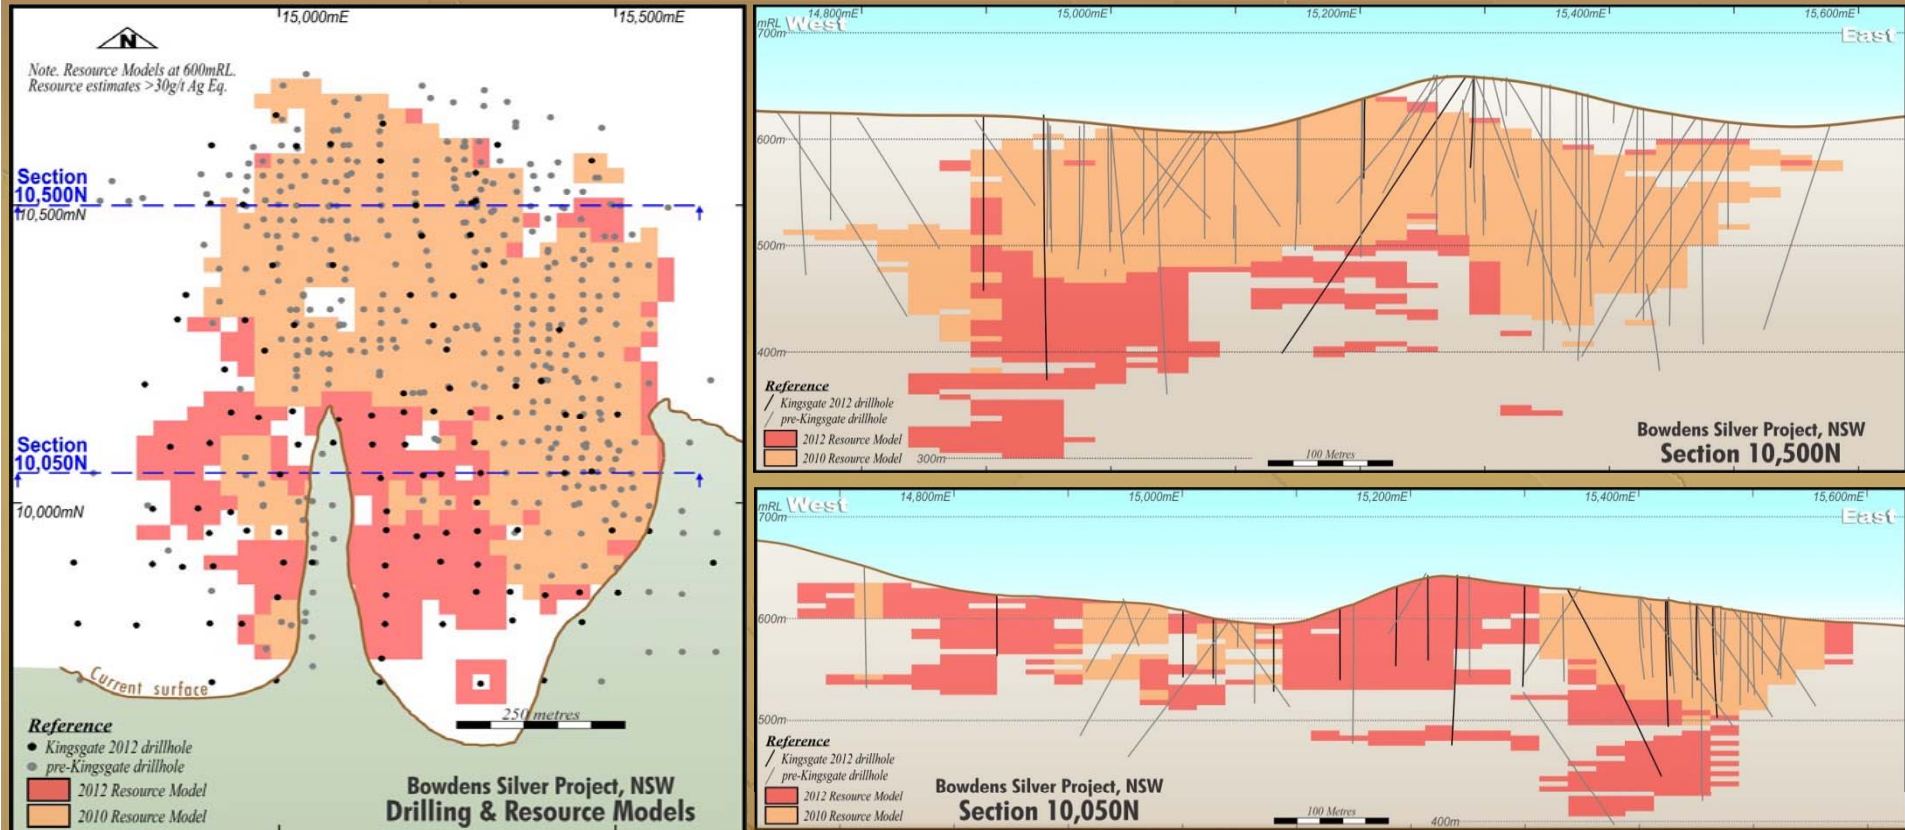 15,000mE
15,500mE
N
Note. Resource Models at 600mRL.
Resource estimates >30g/t Ag Eq.
Section
10,500N
10,500mN
Section
10,050N
10,000mN
Current surface
250 metres
Reference
Kingsgate 2012 drillhole
pre-Kingsgate drillhole
2012 Resource Model
2010 Resource Model
Bowdens Silver Project, NSW
Drilling & Resource Models
14,800mE
15,000mE
15,200mE
15,400mE
15,600mE
mRL
West
East
700m
600m
500m
400m
300m
Reference
Kingsgate 2012 drillhole
pre-Kingsgate drillhole
2012 Resource Model
2010 Resource Model
100 Metres
Bowdens Silver Project, NSW
Section 10,500N
14,800mE
15,000mE
15,200mE
15,400mE
15,600mE
mRL
West
East
700m
600m
500m
400m
Reference
Kingsgate 2012 drillhole
pre-Kingsgate drillhole
2012 Resource Model
2010 Resource Model
Bowdens Silver Project, NSW
Section 10,050N
100 Metres